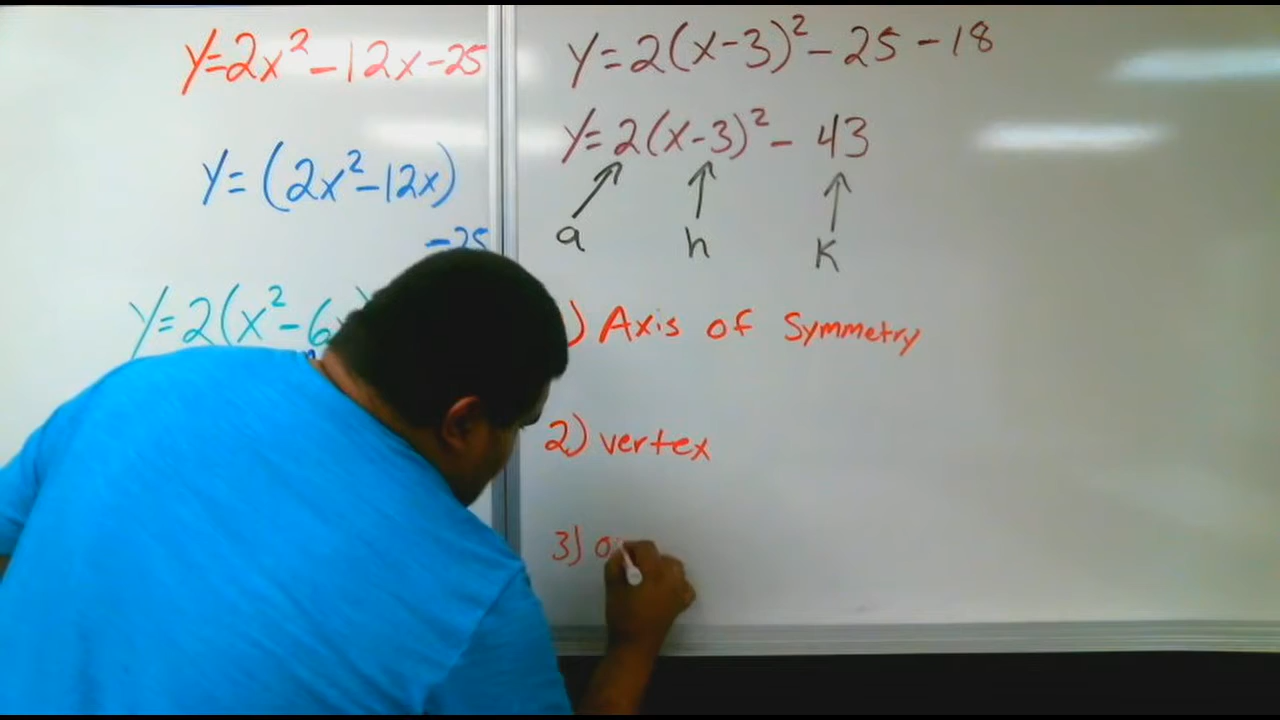 y=2x²-12x-25
y=(2x²-12x)
-25
y=2(x²-6x)
y=2(x-3)²-25-18
y=2(x-3)²-43
a h K
) Axis of Symmetry
2) vertex
3) o